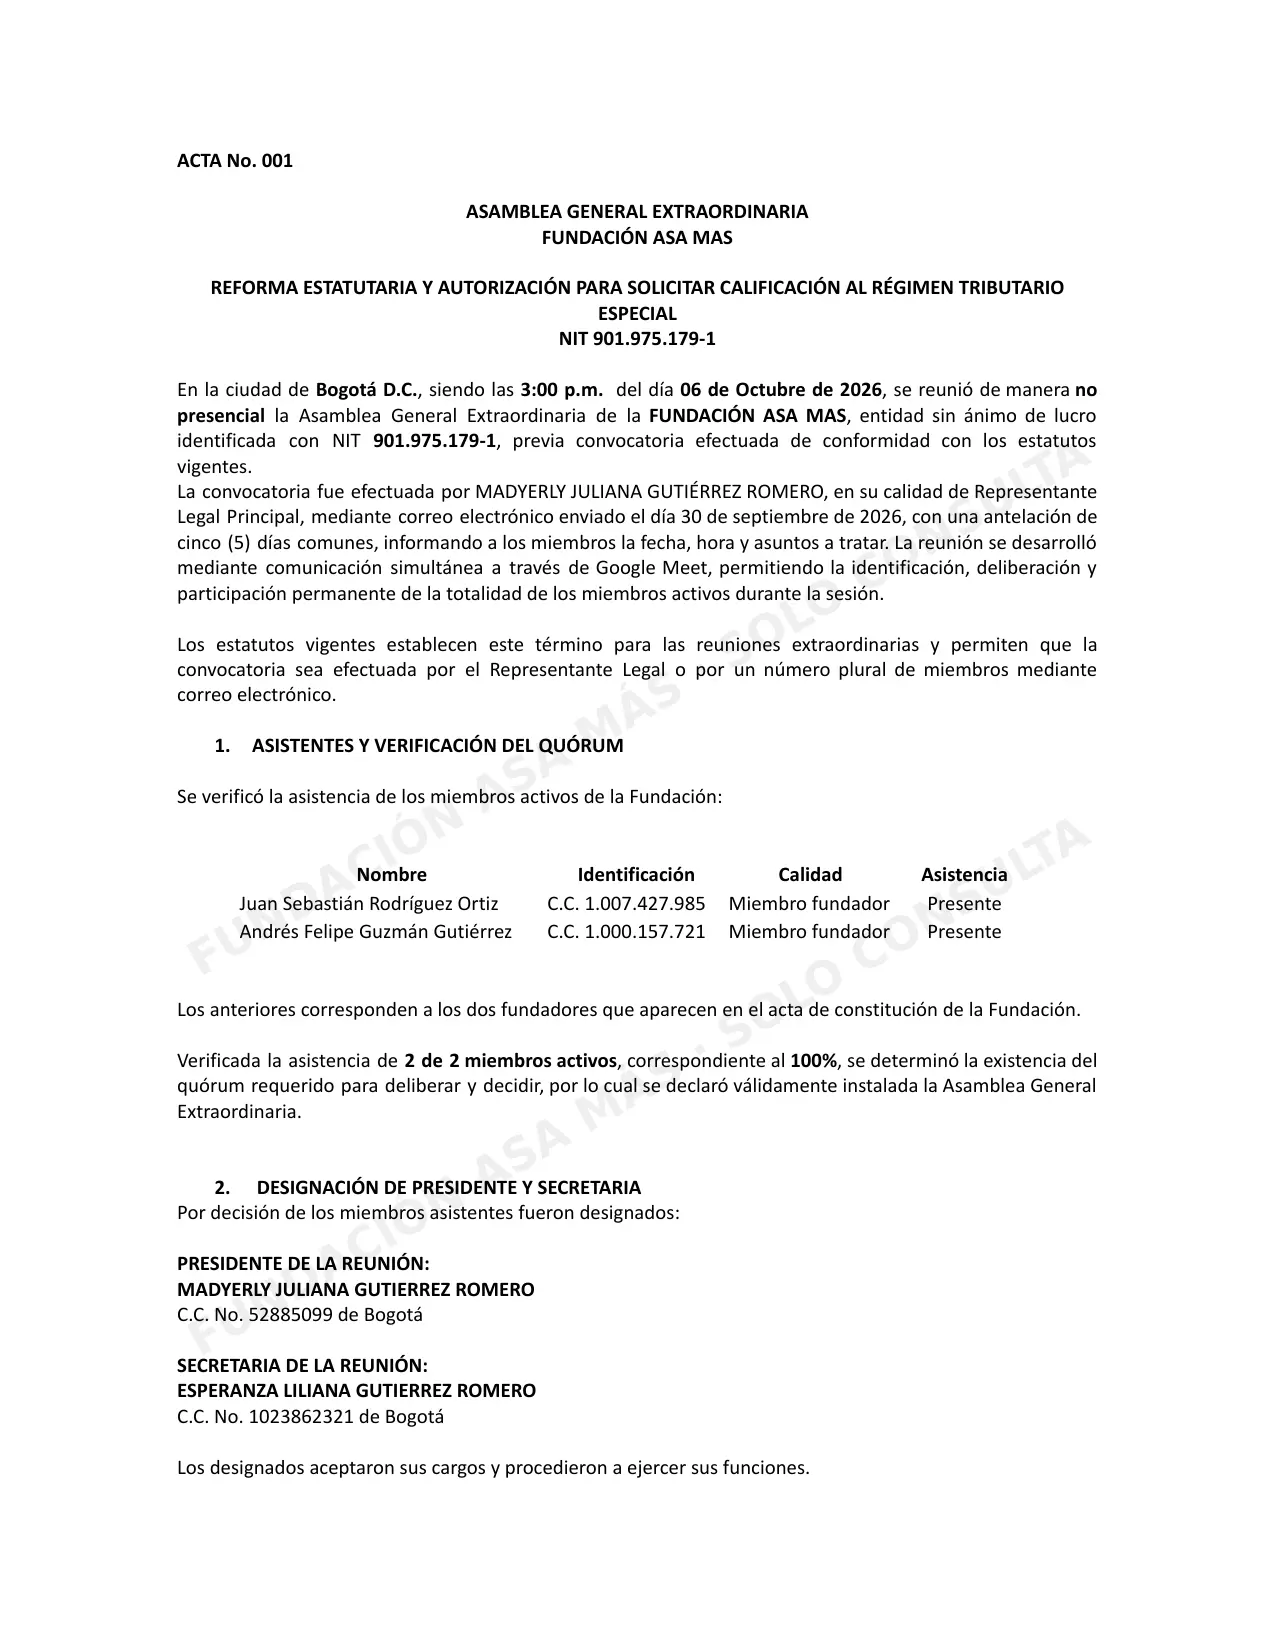 ACTA No. 001
ASAMBLEA GENERAL EXTRAORDINARIA
FUNDACIÓN ASA MAS
REFORMA ESTATUTARIA Y AUTORIZACIÓN PARA SOLICITAR CALIFICACIÓN AL RÉGIMEN TRIBUTARIO
ESPECIAL
NIT 901.975.179-1
En la ciudad de Bogotá D.C., siendo las 3:00 p.m. del día 06 de Octubre de 2026, se reunió de manera no
presencial la Asamblea General Extraordinaria de la FUNDACIÓN ASA MAS, entidad sin ánimo de lucro
identificada con NIT 901.975.179-1, previa convocatoria efectuada de conformidad con los estatutos
vigentes.
La convocatoria fue efectuada por MADYERLY JULIANA GUTIÉRREZ ROMERO, en su calidad de Representante
Legal Principal, mediante correo electrónico enviado el día 30 de septiembre de 2026, con una antelación de
cinco (5) días comunes, informando a los miembros la fecha, hora y asuntos a tratar. La reunión se desarrolló
mediante comunicación simultánea a través de Google Meet, permitiendo la identificación, deliberación y
participación permanente de la totalidad de los miembros activos durante la sesión.
Los estatutos vigentes establecen este término para las reuniones extraordinarias y permiten que la
convocatoria sea efectuada por el Representante Legal o por un número plural de miembros mediante
correo electrónico.
1. ASISTENTES Y VERIFICACIÓN DEL QUÓRUM
Se verificó la asistencia de los miembros activos de la Fundación:
Nombre Identificación Calidad Asistencia
Juan Sebastián Rodríguez Ortiz C.C. 1.007.427.985 Miembro fundador Presente
Andrés Felipe Guzmán Gutiérrez C.C. 1.000.157.721 Miembro fundador Presente
Los anteriores corresponden a los dos fundadores que aparecen en el acta de constitución de la Fundación.
Verificada la asistencia de 2 de 2 miembros activos, correspondiente al 100%, se determinó la existencia del
quórum requerido para deliberar y decidir, por lo cual se declaró válidamente instalada la Asamblea General
Extraordinaria.
2. DESIGNACIÓN DE PRESIDENTE Y SECRETARIA
Por decisión de los miembros asistentes fueron designados:
PRESIDENTE DE LA REUNIÓN:
MADYERLY JULIANA GUTIERREZ ROMERO
C.C. No. 52885099 de Bogotá
SECRETARIA DE LA REUNIÓN:
ESPERANZA LILIANA GUTIERREZ ROMERO
C.C. No. 1023862321 de Bogotá
Los designados aceptaron sus cargos y procedieron a ejercer sus funciones.
FUNDACIÓN ASA MÁS · SOLO CONSULTA
FUNDACIÓN ASA MÁS · SOLO CONSULTA